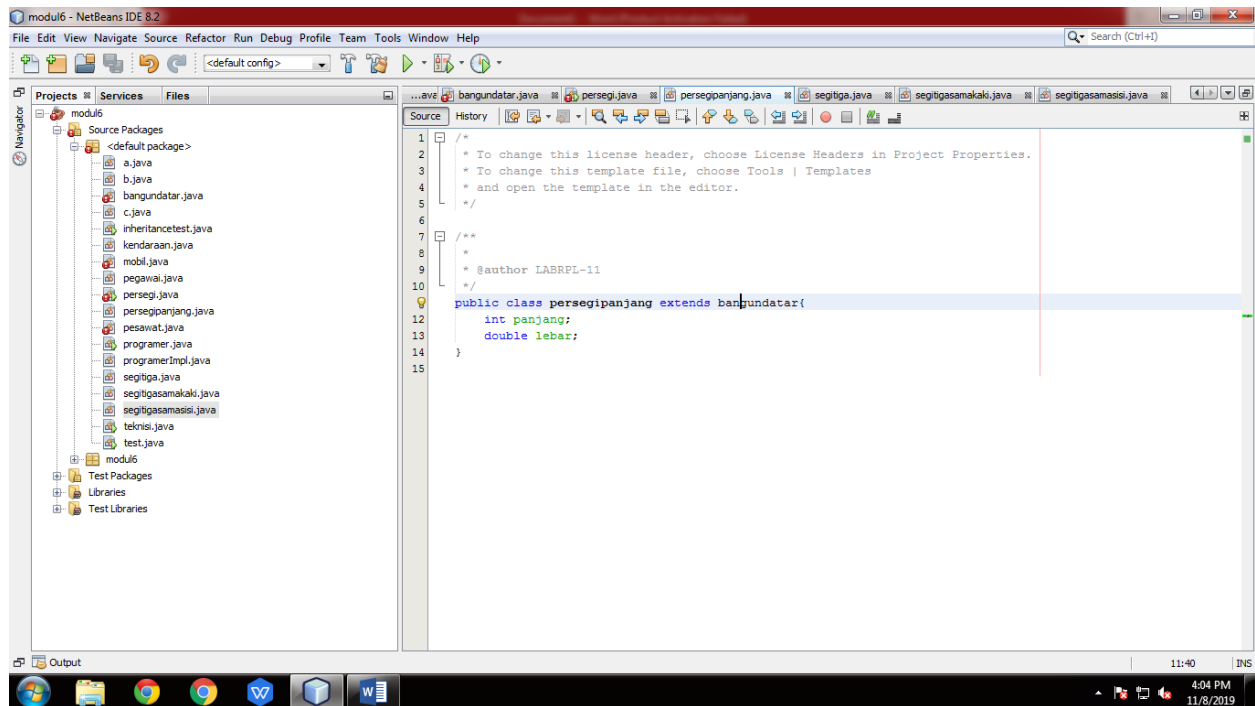 modul6 - NetBeans IDE 8.2
File Edit View Navigate Source Refactor Run Debug Profile Team Tools Window Help
Search (Ctrl+I)
<default config>
Projects Services Files
Navigator
modul6
Source Packages
<default package>
a.java
b.java
bangundatar.java
c.java
inheritancetest.java
kendaraan.java
mobil.java
pegawai.java
persegi.java
persegipanjang.java
pesawat.java
programer.java
programerImpl.java
segitiga.java
segitigasamakaki.java
segitigasamasisi.java
teknisi.java
test.java
modul6
Test Packages
Libraries
Test Libraries
...ava bangundatar.java persegi.java persegipanjang.java segitiga.java segitigasamakaki.java segitigasamasisi.java
Source History
1 /*
2 * To change this license header, choose License Headers in Project Properties.
3 * To change this template file, choose Tools | Templates
4 * and open the template in the editor.
5 */
6
7 /**
8 *
9 * @author LABRPL-11
10 */
public class persegipanjang extends bangundatar{
12 int panjang;
13 double lebar;
14 }
15
Output
11:40 INS
4:04 PM
11/8/2019